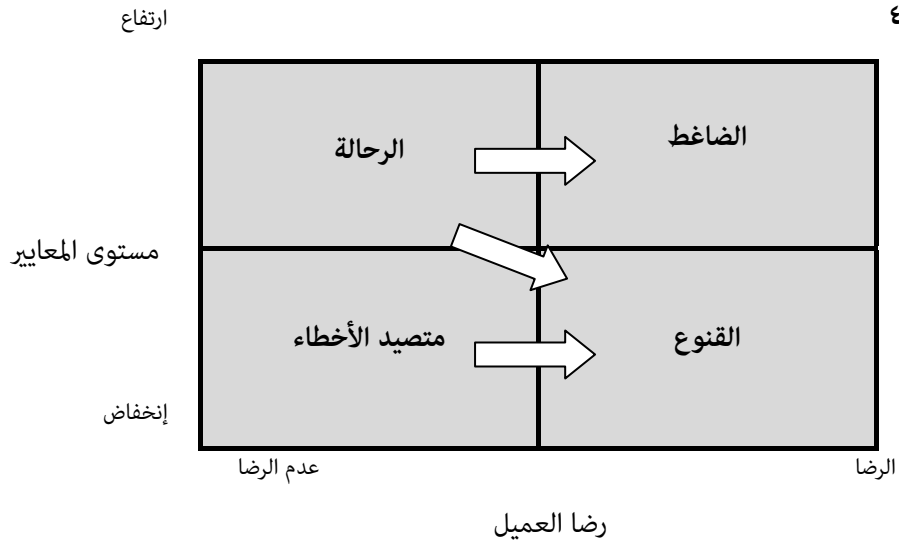 ٤
ارتفاع
الضاغط
الرحالة
مستوى المعايير
القنوع
متصيد الأخطاء
إنخفاض
الرضا
عدم الرضا
رضا العميل